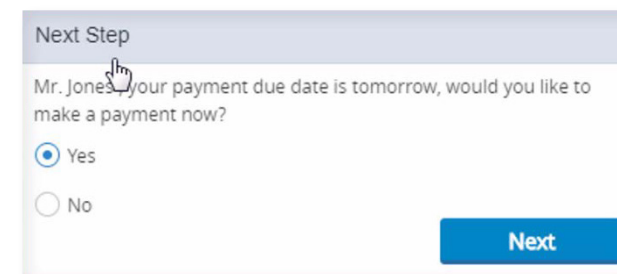 Next Step
Mr. Jones, your payment due date is tomorrow, would you like to
make a payment now?
Yes
No
Next